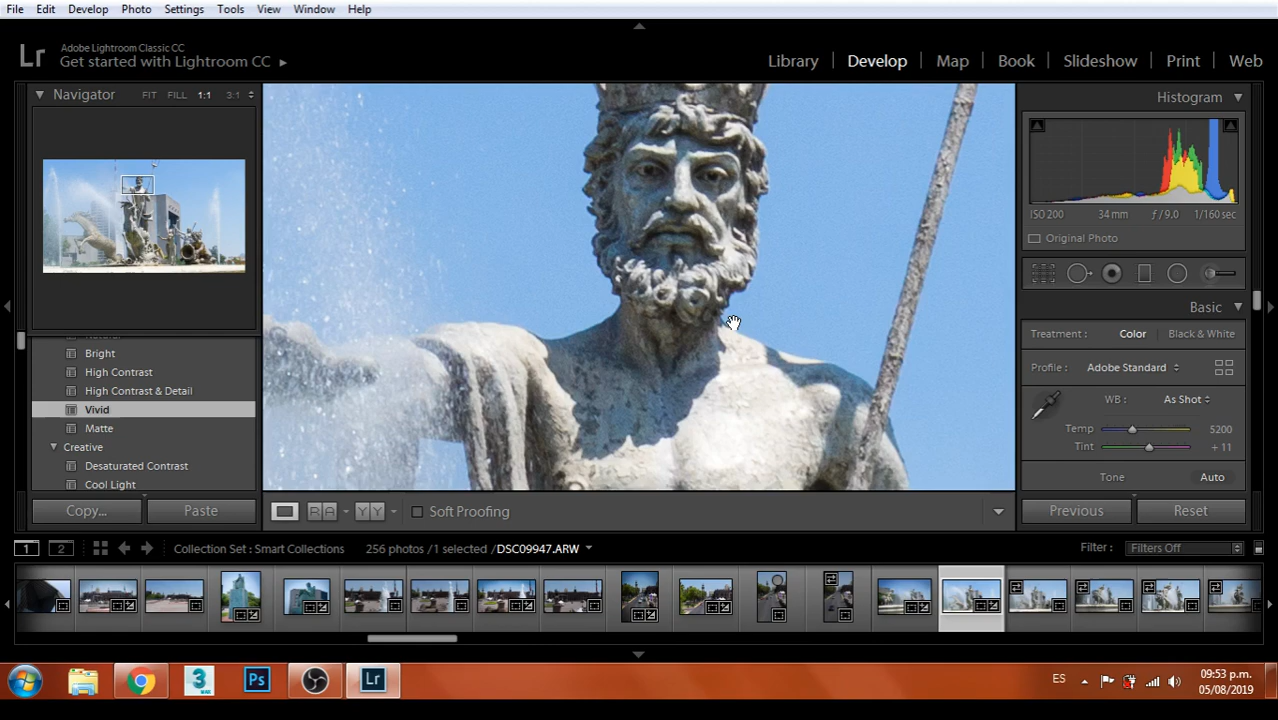 File Edit Develop Photo Settings Tools View Window Help
Lr
Adobe Lightroom Classic CC
Get started with Lightroom CC
Library Develop Map Book Slideshow Print Web
Navigator FIT FILL 1:1 3:1
Histogram
ISO 200 34 mm ƒ / 9.0 1/160 sec
Original Photo
Basic
Treatment : Color Black & White
Profile : Adobe Standard
WB : As Shot
Temp 5200
Tint + 11
Tone Auto
Bright
High Contrast
High Contrast & Detail
Vivid
Matte
Creative
Desaturated Contrast
Cool Light
Copy... Paste
R A Y Y Soft Proofing
Previous Reset
1 2 Collection Set : Smart Collections 256 photos /1 selected /DSC09947.ARW Filter : Filters Off
3 Ps Lr
ES 09:53 p.m.
05/08/2019